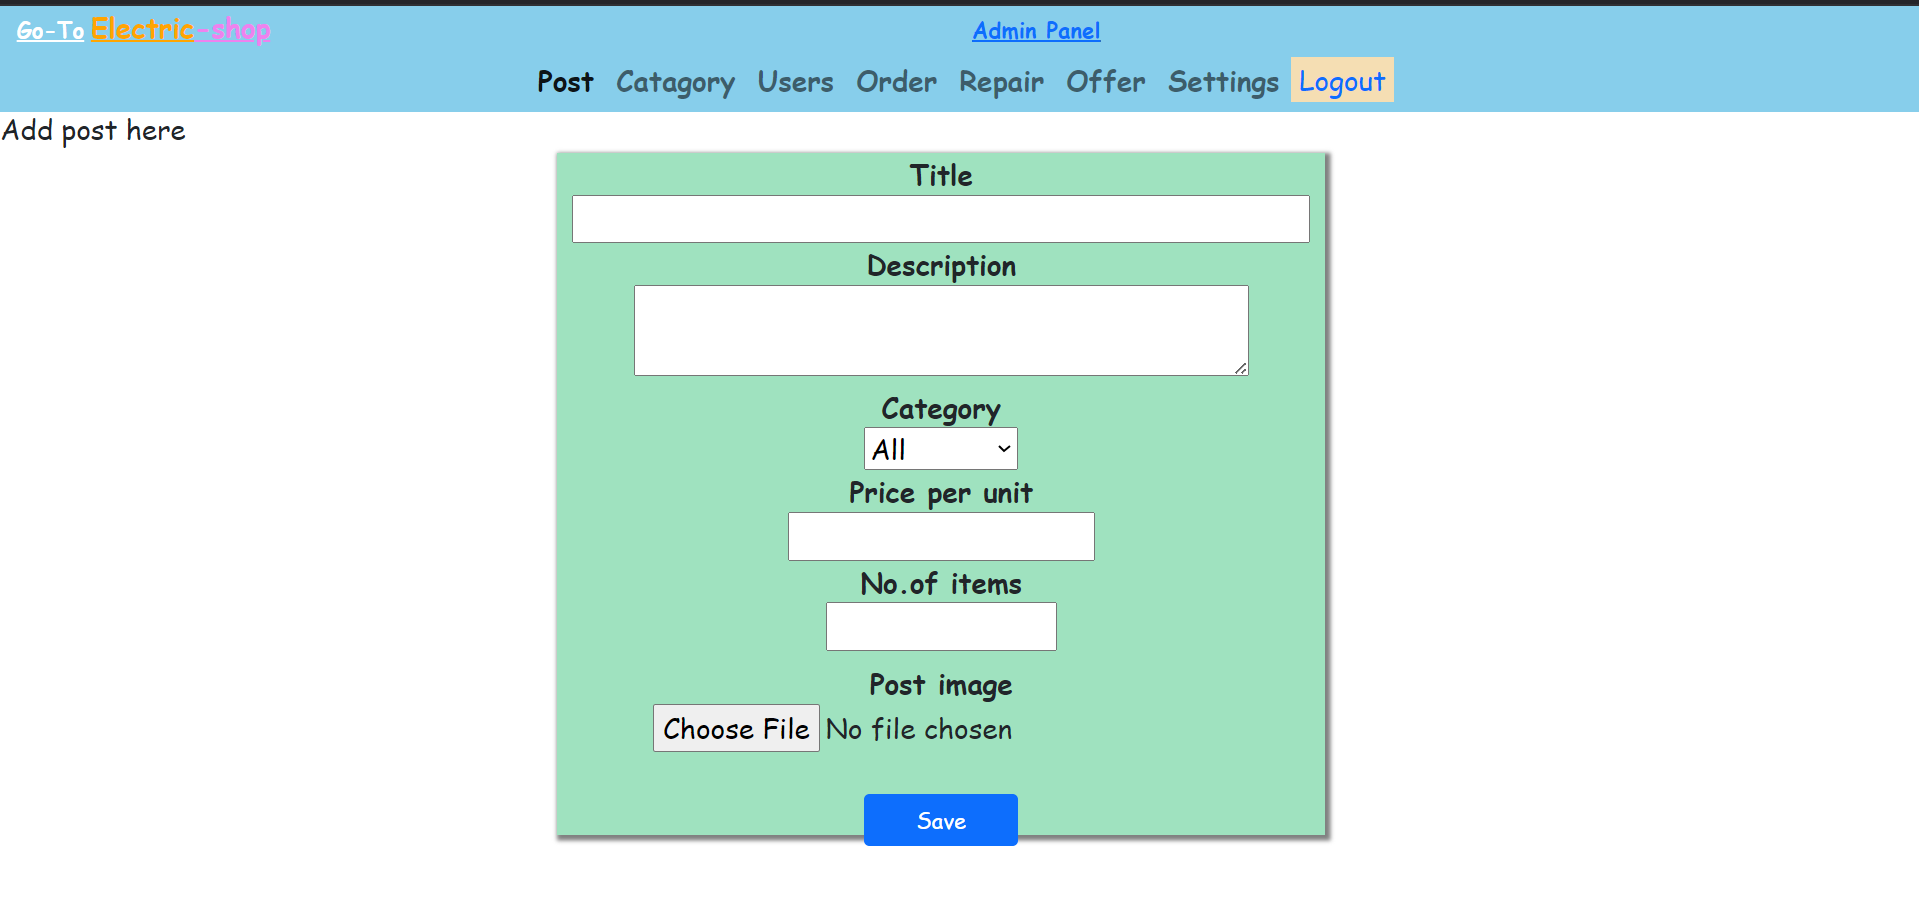 Go-To Electric-shop Admin Panel
Post Catagory Users Order Repair Offer Settings Logout
Add post here
Title
Description
Category
All
Price per unit
No.of items
Post image
Choose File No file chosen
Save